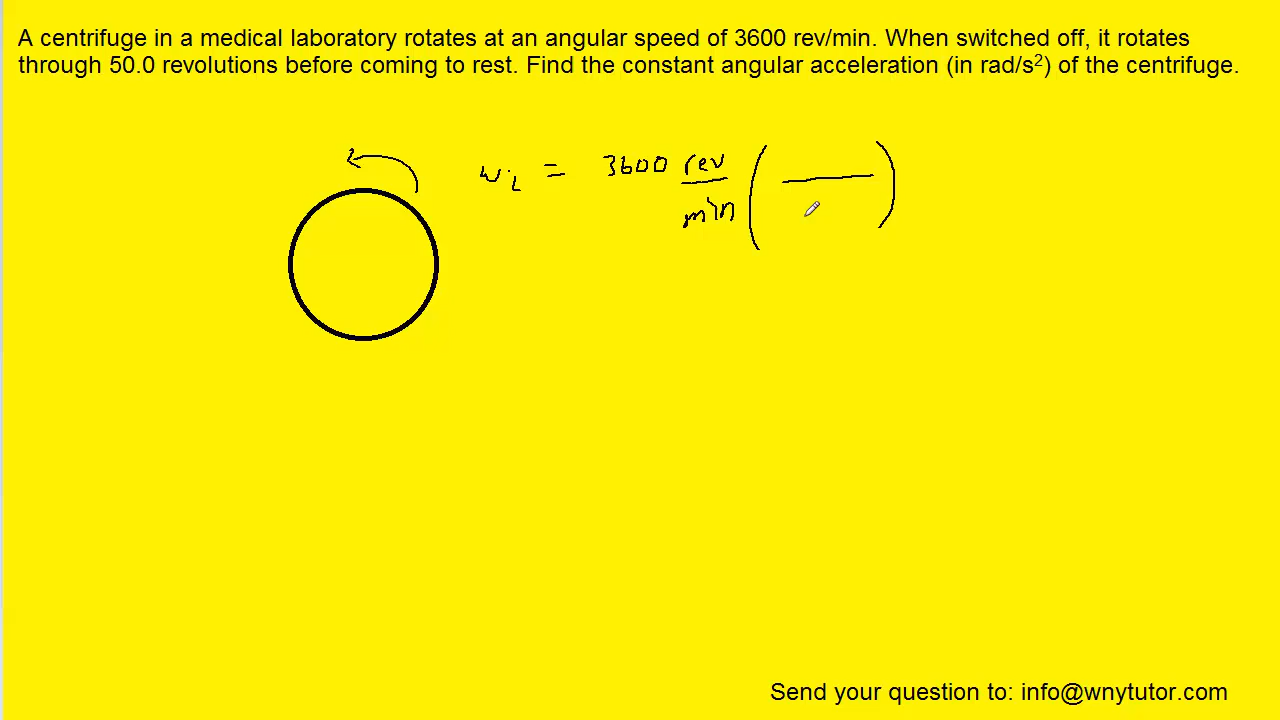 A centrifuge in a medical laboratory rotates at an angular speed of 3600 rev/min. When switched off, it rotates
through 50.0 revolutions before coming to rest. Find the constant angular acceleration (in rad/s²) of the centrifuge.
wᵢ = 3600 rev/min ( — )
Send your question to: info@wnytutor.com